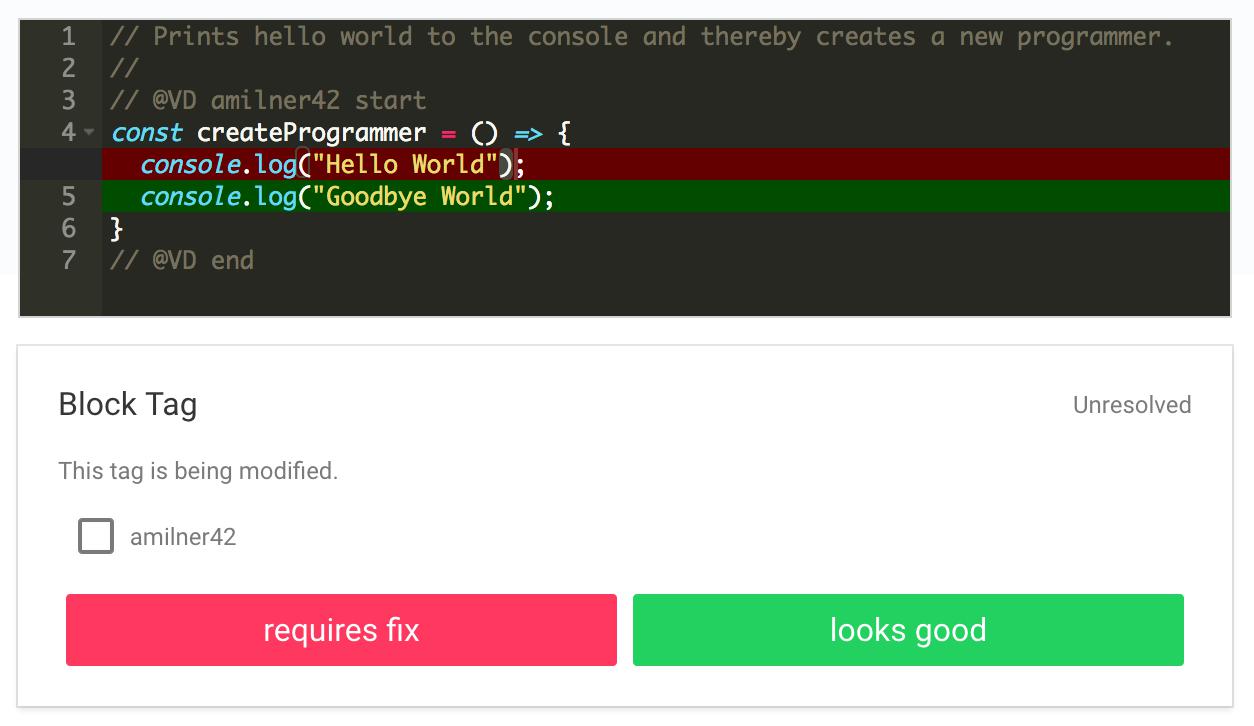 1 // Prints hello world to the console and thereby creates a new programmer.
2 //
3 // @VD amilner42 start
4 const createProgrammer = () => {
console.log("Hello World");
5 console.log("Goodbye World");
6 }
7 // @VD end
Block Tag Unresolved
This tag is being modified.
amilner42
requires fix looks good